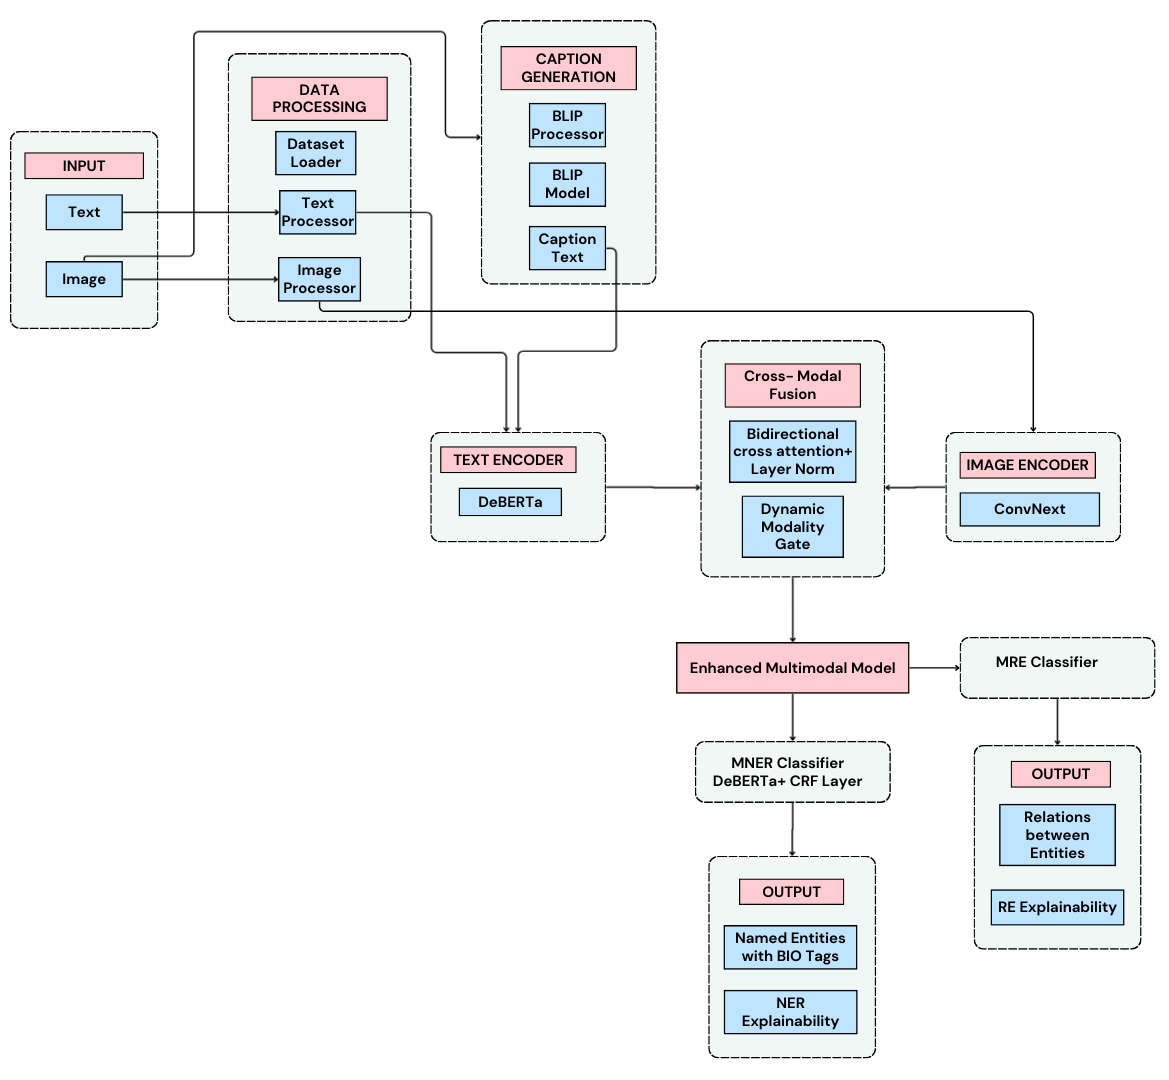 INPUT
Text
Image
DATA
PROCESSING
Dataset
Loader
Text
Processor
Image
Processor
CAPTION
GENERATION
BLIP
Processor
BLIP
Model
Caption
Text
TEXT ENCODER
DeBERTa
Cross- Modal
Fusion
Bidirectional
cross attention+
Layer Norm
Dynamic
Modality
Gate
IMAGE ENCODER
ConvNext
Enhanced Multimodal Model
MRE Classifier
MNER Classifier
DeBERTa+ CRF Layer
OUTPUT
Relations
between
Entities
RE Explainability
OUTPUT
Named Entities
with BIO Tags
NER
Explainability